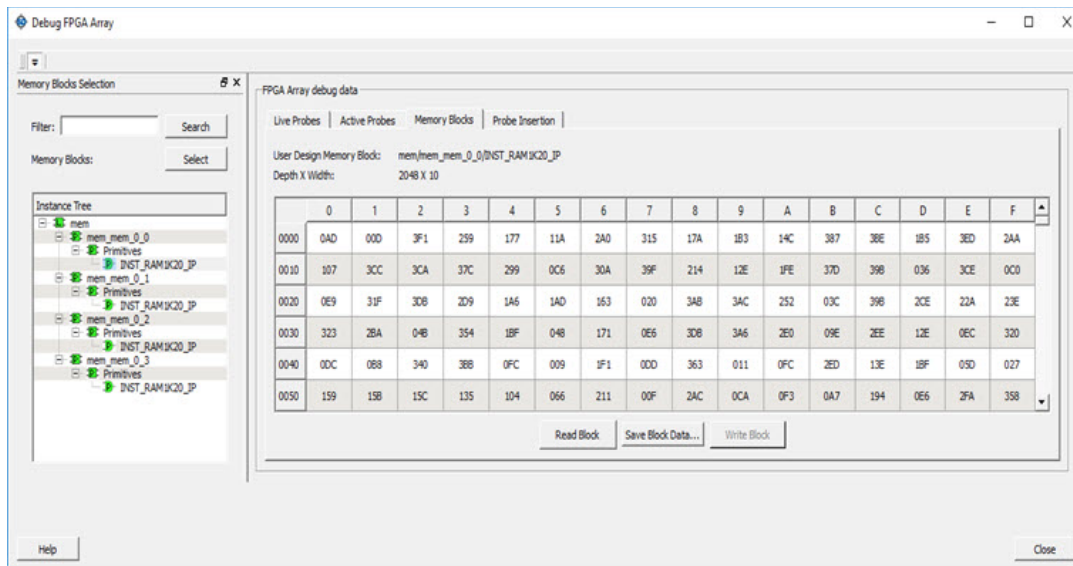 Debug FPGA Array
Memory Blocks Selection
Filter:
Search
Memory Blocks:
Select
Instance Tree
mem
mem_mem_0_0
Primitives
INST_RAM1K20_IP
mem_mem_0_1
Primitives
INST_RAM1K20_IP
mem_mem_0_2
Primitives
INST_RAM1K20_IP
mem_mem_0_3
Primitives
INST_RAM1K20_IP
FPGA Array debug data
Live Probes Active Probes Memory Blocks Probe Insertion
User Design Memory Block: mem/mem_mem_0_0/INST_RAM1K20_IP
Depth X Width: 2048 X 10
0 1 2 3 4 5 6 7 8 9 A B C D E F
0000 0AD 00D 3F1 259 177 11A 2A0 315 17A 1B3 14C 387 3BE 1B5 3ED 2AA
0010 107 3CC 3CA 37C 299 0C6 30A 39F 214 12E 1FE 37D 39B 036 3CE 0C0
0020 0E9 31F 3DB 2D9 1A6 1AD 163 020 3AB 3AC 252 03C 39B 2CE 22A 23E
0030 323 2BA 04B 354 1BF 04B 171 0E6 3DB 3A6 2E0 09E 2EE 12E 0EC 320
0040 0DC 0B8 340 3BB 0FC 009 1F1 0DD 363 011 0FC 2ED 13E 1BF 05D 027
0050 159 15B 15C 135 104 066 211 00F 2AC 0CA 0F3 0A7 194 0E6 2FA 358
Read Block Save Block Data... Write Block
Help
Close